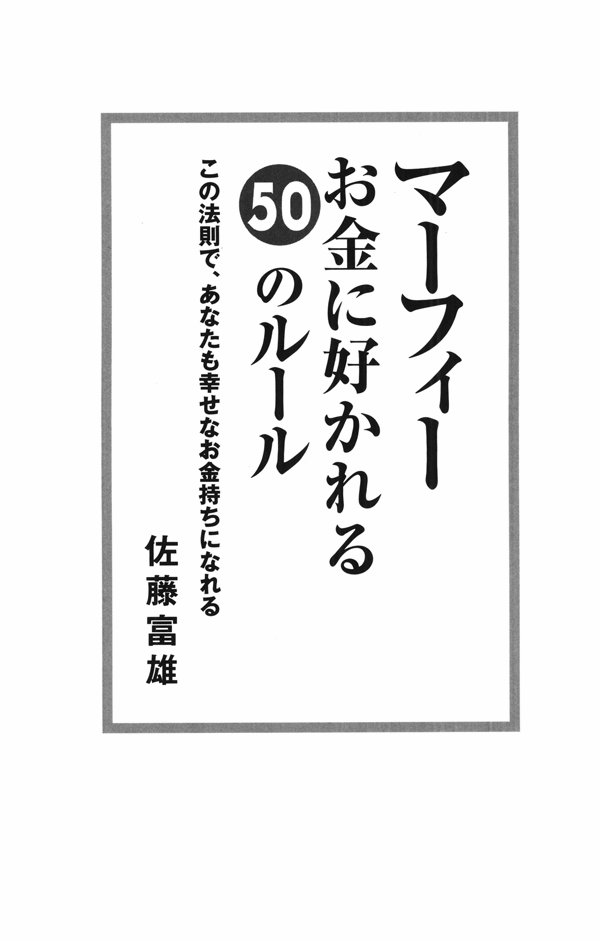 マーフィー
お金に好かれる
50のルール
この法則で、あなたも幸せなお金持ちになれる
佐藤富雄